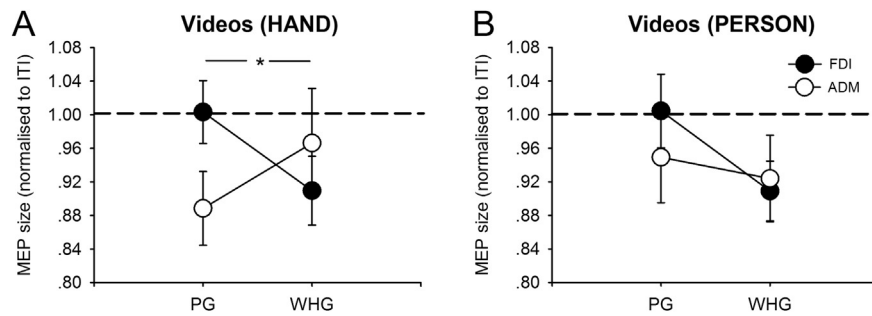 A
Videos (HAND)
MEP size (normalised to ITI)
1.08
1.04
1.00
.96
.92
.88
.84
.80
*
PG
WHG
B
Videos (PERSON)
MEP size (normalised to ITI)
1.08
1.04
1.00
.96
.92
.88
.84
.80
FDI
ADM
PG
WHG